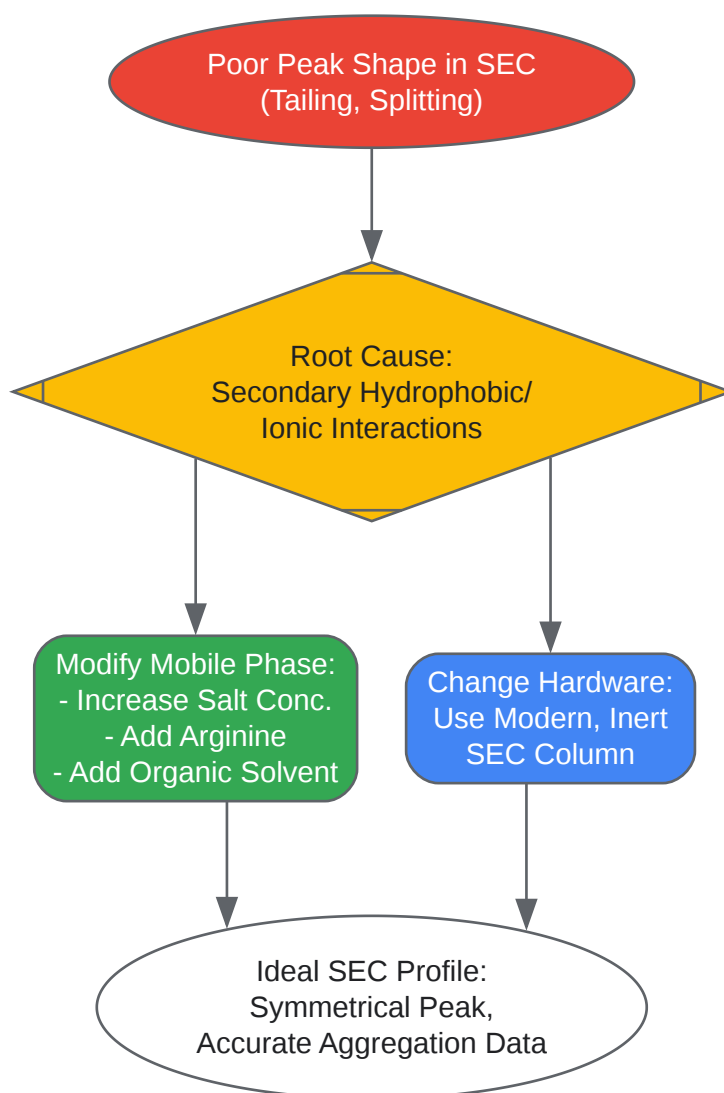 Poor Peak Shape in SEC
(Tailing, Splitting)
Root Cause:
Secondary Hydrophobic/
Ionic Interactions
Modify Mobile Phase:
- Increase Salt Conc.
- Add Arginine
- Add Organic Solvent
Change Hardware:
Use Modern, Inert
SEC Column
Ideal SEC Profile:
Symmetrical Peak,
Accurate Aggregation Data